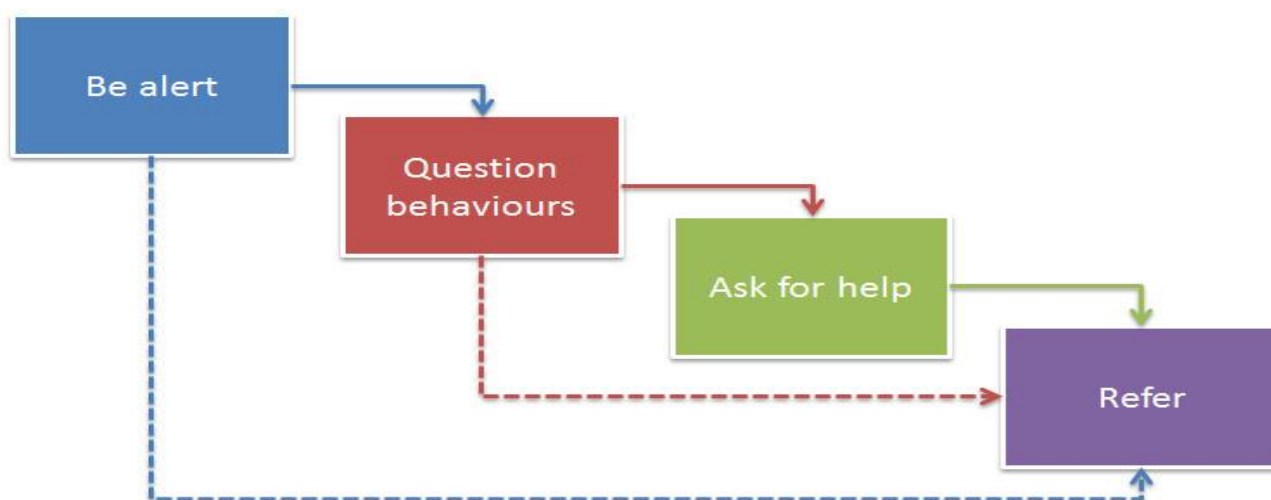 Be alert
Question
behaviours
Ask for help
Refer